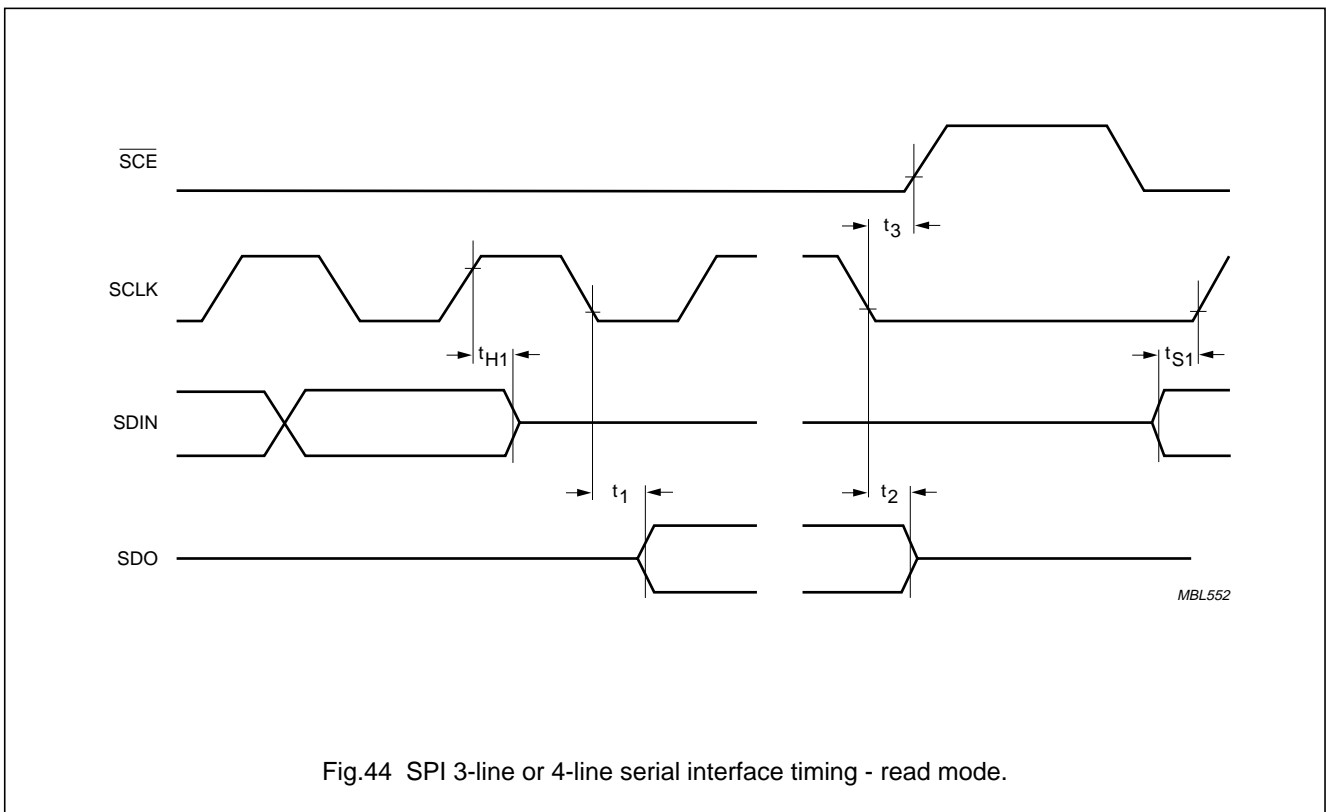 SCE
t3
SCLK
tH1
tS1
SDIN
t1
t2
SDO
MBL552
Fig.44 SPI 3-line or 4-line serial interface timing - read mode.